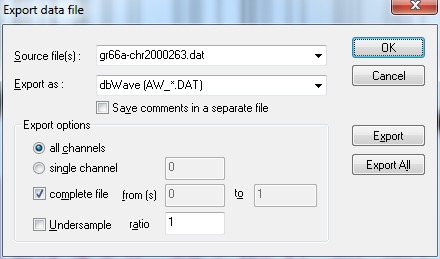 Export data file
Source file(s) : gr66a-chr2000263.dat OK
Export as : dbWave (AW_*.DAT) Cancel
Save comments in a separate file
Export options
all channels Export
single channel 0 Export All
complete file from (s) 0 to 1
Undersample ratio 1